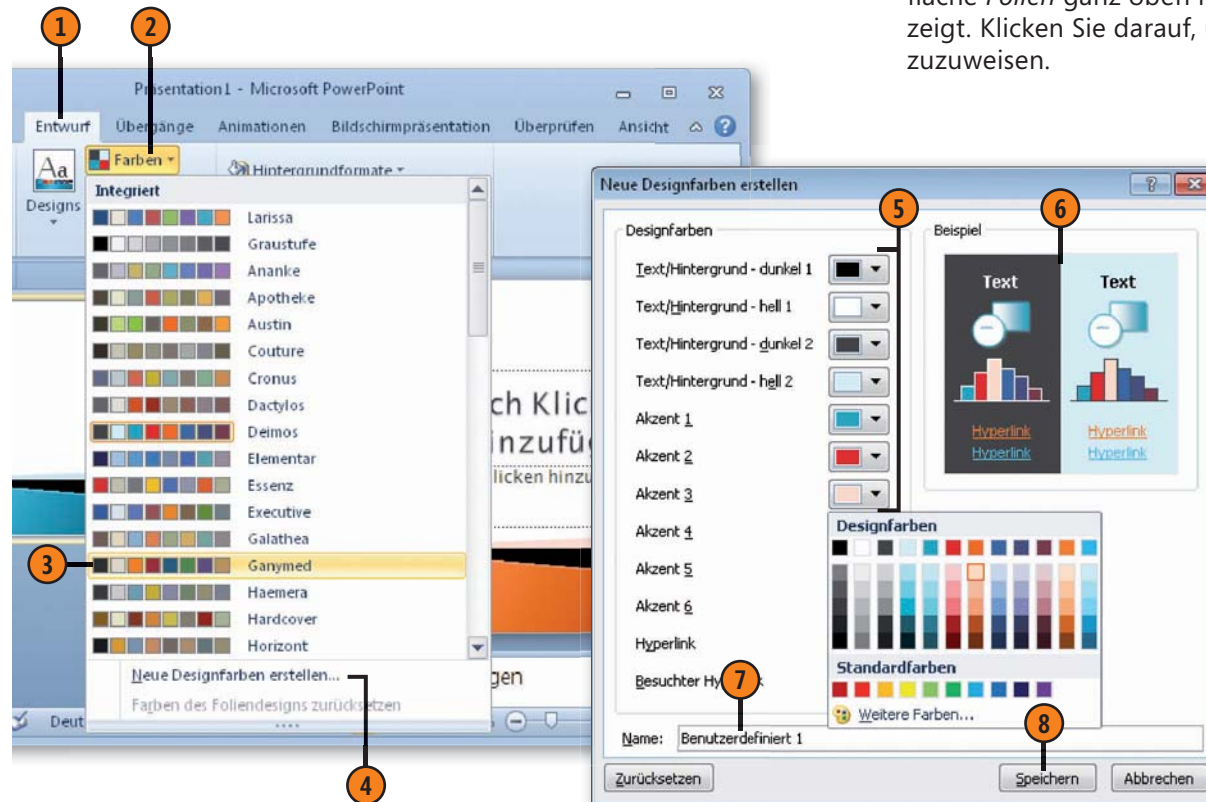 fläche Folien ganz oben
zeigt. Klicken Sie darauf,
zuzuweisen.
1
2
Präsentation1 - Microsoft PowerPoint
Entwurf Übergänge Animationen Bildschirmpräsentation Überprüfen Ansicht
Farben
Hintergrundformate
Designs
Integriert
Larissa
Graustufe
Ananke
Apotheke
Austin
Couture
Cronus
Dactylos
Deimos
Elementar
Essenz
Executive
Galathea
3
Ganymed
Haemera
Hardcover
Horizont
Neue Designfarben erstellen...
Farben des Foliendesigns zurücksetzen
4
Deut
ch Klic
inzufü
licken hinzu
gen
Neue Designfarben erstellen
5
6
Designfarben
Text/Hintergrund - dunkel 1
Text/Hintergrund - hell 1
Text/Hintergrund - dunkel 2
Text/Hintergrund - hell 2
Akzent 1
Akzent 2
Akzent 3
Akzent 4
Akzent 5
Akzent 6
Hyperlink
Besuchter Hy k
Beispiel
Text Text
Hyperlink Hyperlink
Hyperlink Hyperlink
Designfarben
Standardfarben
Weitere Farben...
7
8
Name: Benutzerdefiniert 1
Zurücksetzen Speichern Abbrechen